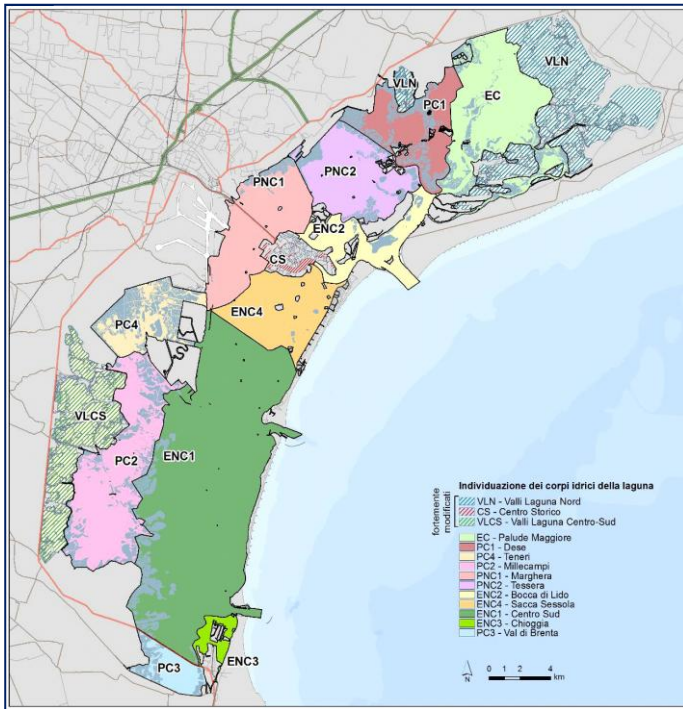 VLN
VLN
PC1
EC
PNC1
PNC2
ENC2
CS
ENC4
PC4
VLCS
PC2
ENC1
PC3
ENC3
Individuazione dei corpi idrici della laguna
fortemente modificati
VLN - Valli Laguna Nord
CS - Centro Storico
VLCS - Valli Laguna Centro-Sud
EC - Palude Maggiore
PC1 - Dese
PC4 - Teneri
PC2 - Millecampi
PNC1 - Marghera
PNC2 - Tessera
ENC2 - Bocca di Lido
ENC4 - Sacca Sessola
ENC1 - Centro Sud
ENC3 - Chioggia
PC3 - Val di Brenta
N
0 1 2 4
km